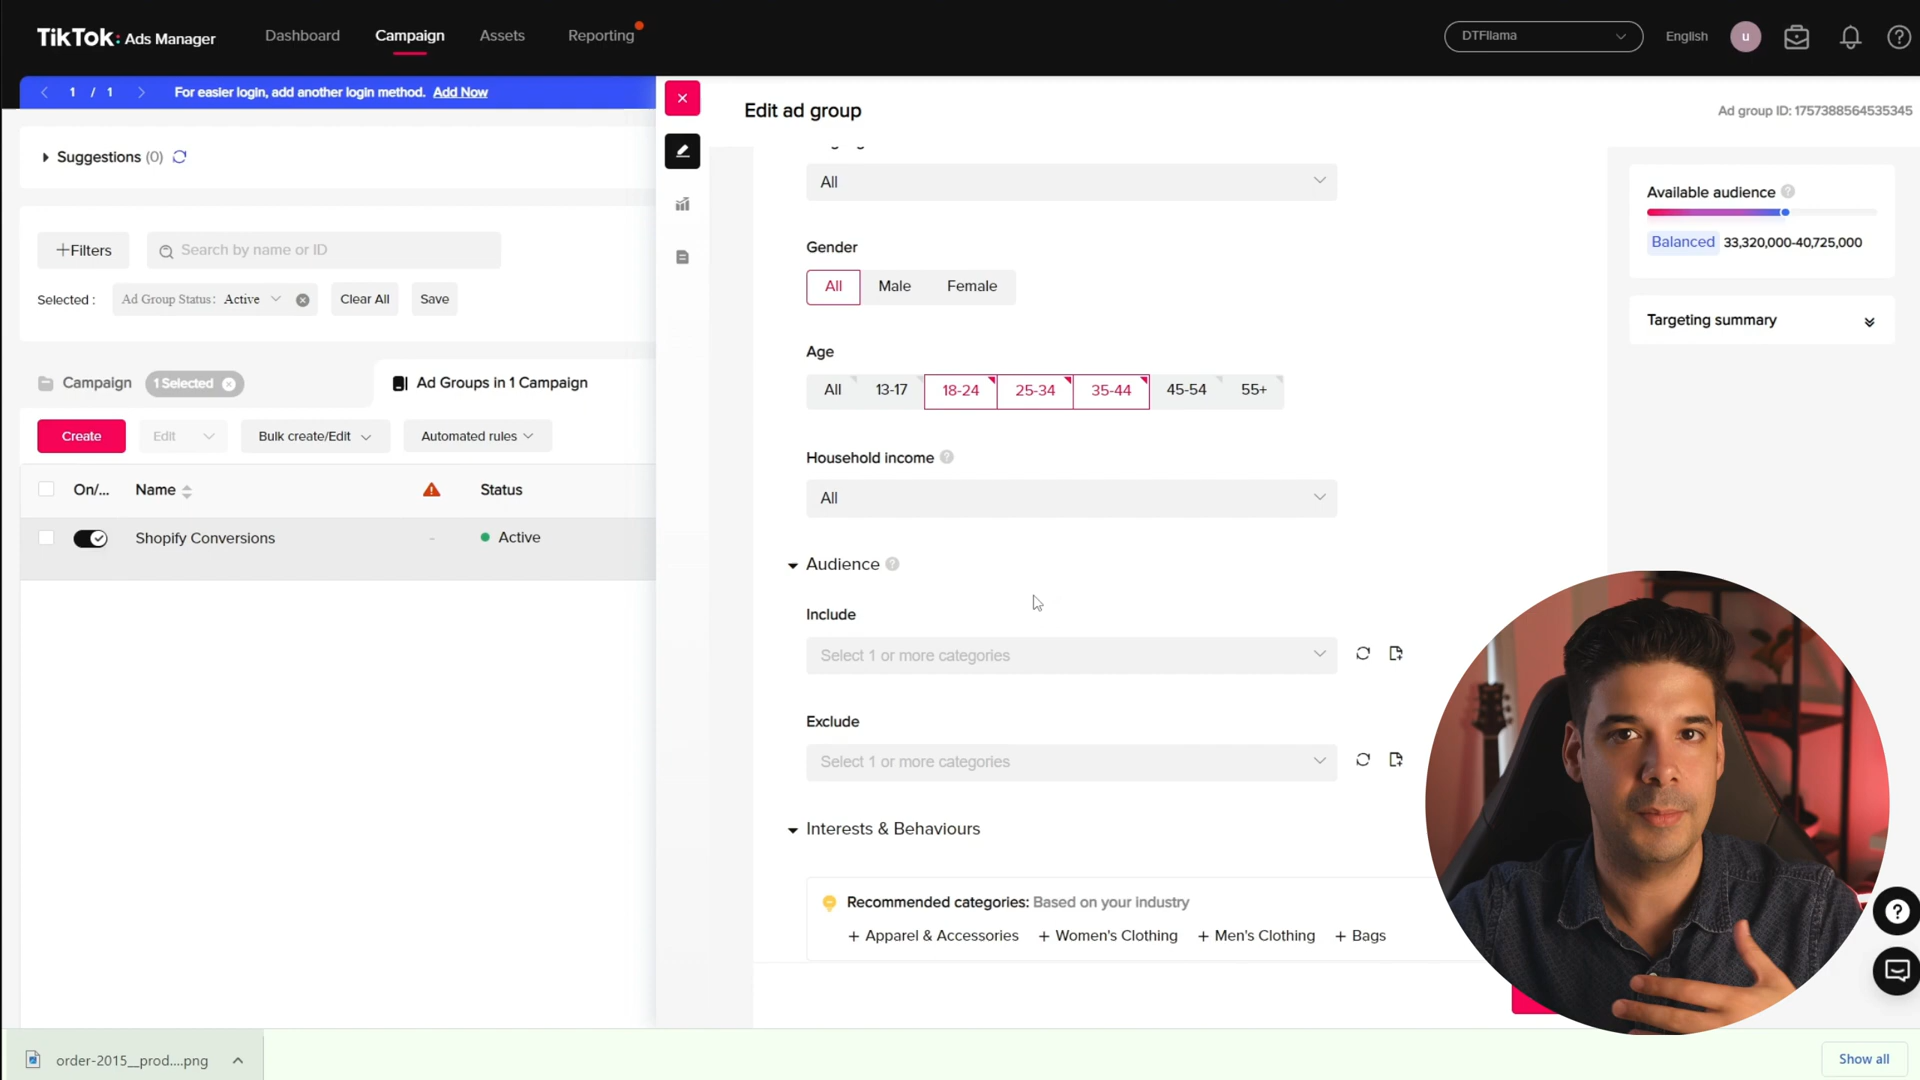 TikTok: Ads Manager
Dashboard
Campaign
Assets
Reporting
DTFllama
English
u
1 / 1
For easier login, add another login method. Add Now
Edit ad group
Ad group ID: 1757388564535345
Suggestions (0)
All
Available audience
Balanced 33,320,000-40,725,000
+Filters
Search by name or ID
Gender
All
Male
Female
Selected :
Ad Group Status: Active
Clear All
Save
Targeting summary
Age
All
13-17
18-24
25-34
35-44
45-54
55+
Campaign
1 Selected
Ad Groups in 1 Campaign
Create
Edit
Bulk create/Edit
Automated rules
Household income
All
On/...
Name
Status
Shopify Conversions
-
Active
Audience
Include
Select 1 or more categories
Exclude
Select 1 or more categories
Interests & Behaviours
Recommended categories: Based on your industry
+ Apparel & Accessories
+ Women's Clothing
+ Men's Clothing
+ Bags
order-2015__prod....png
Show all